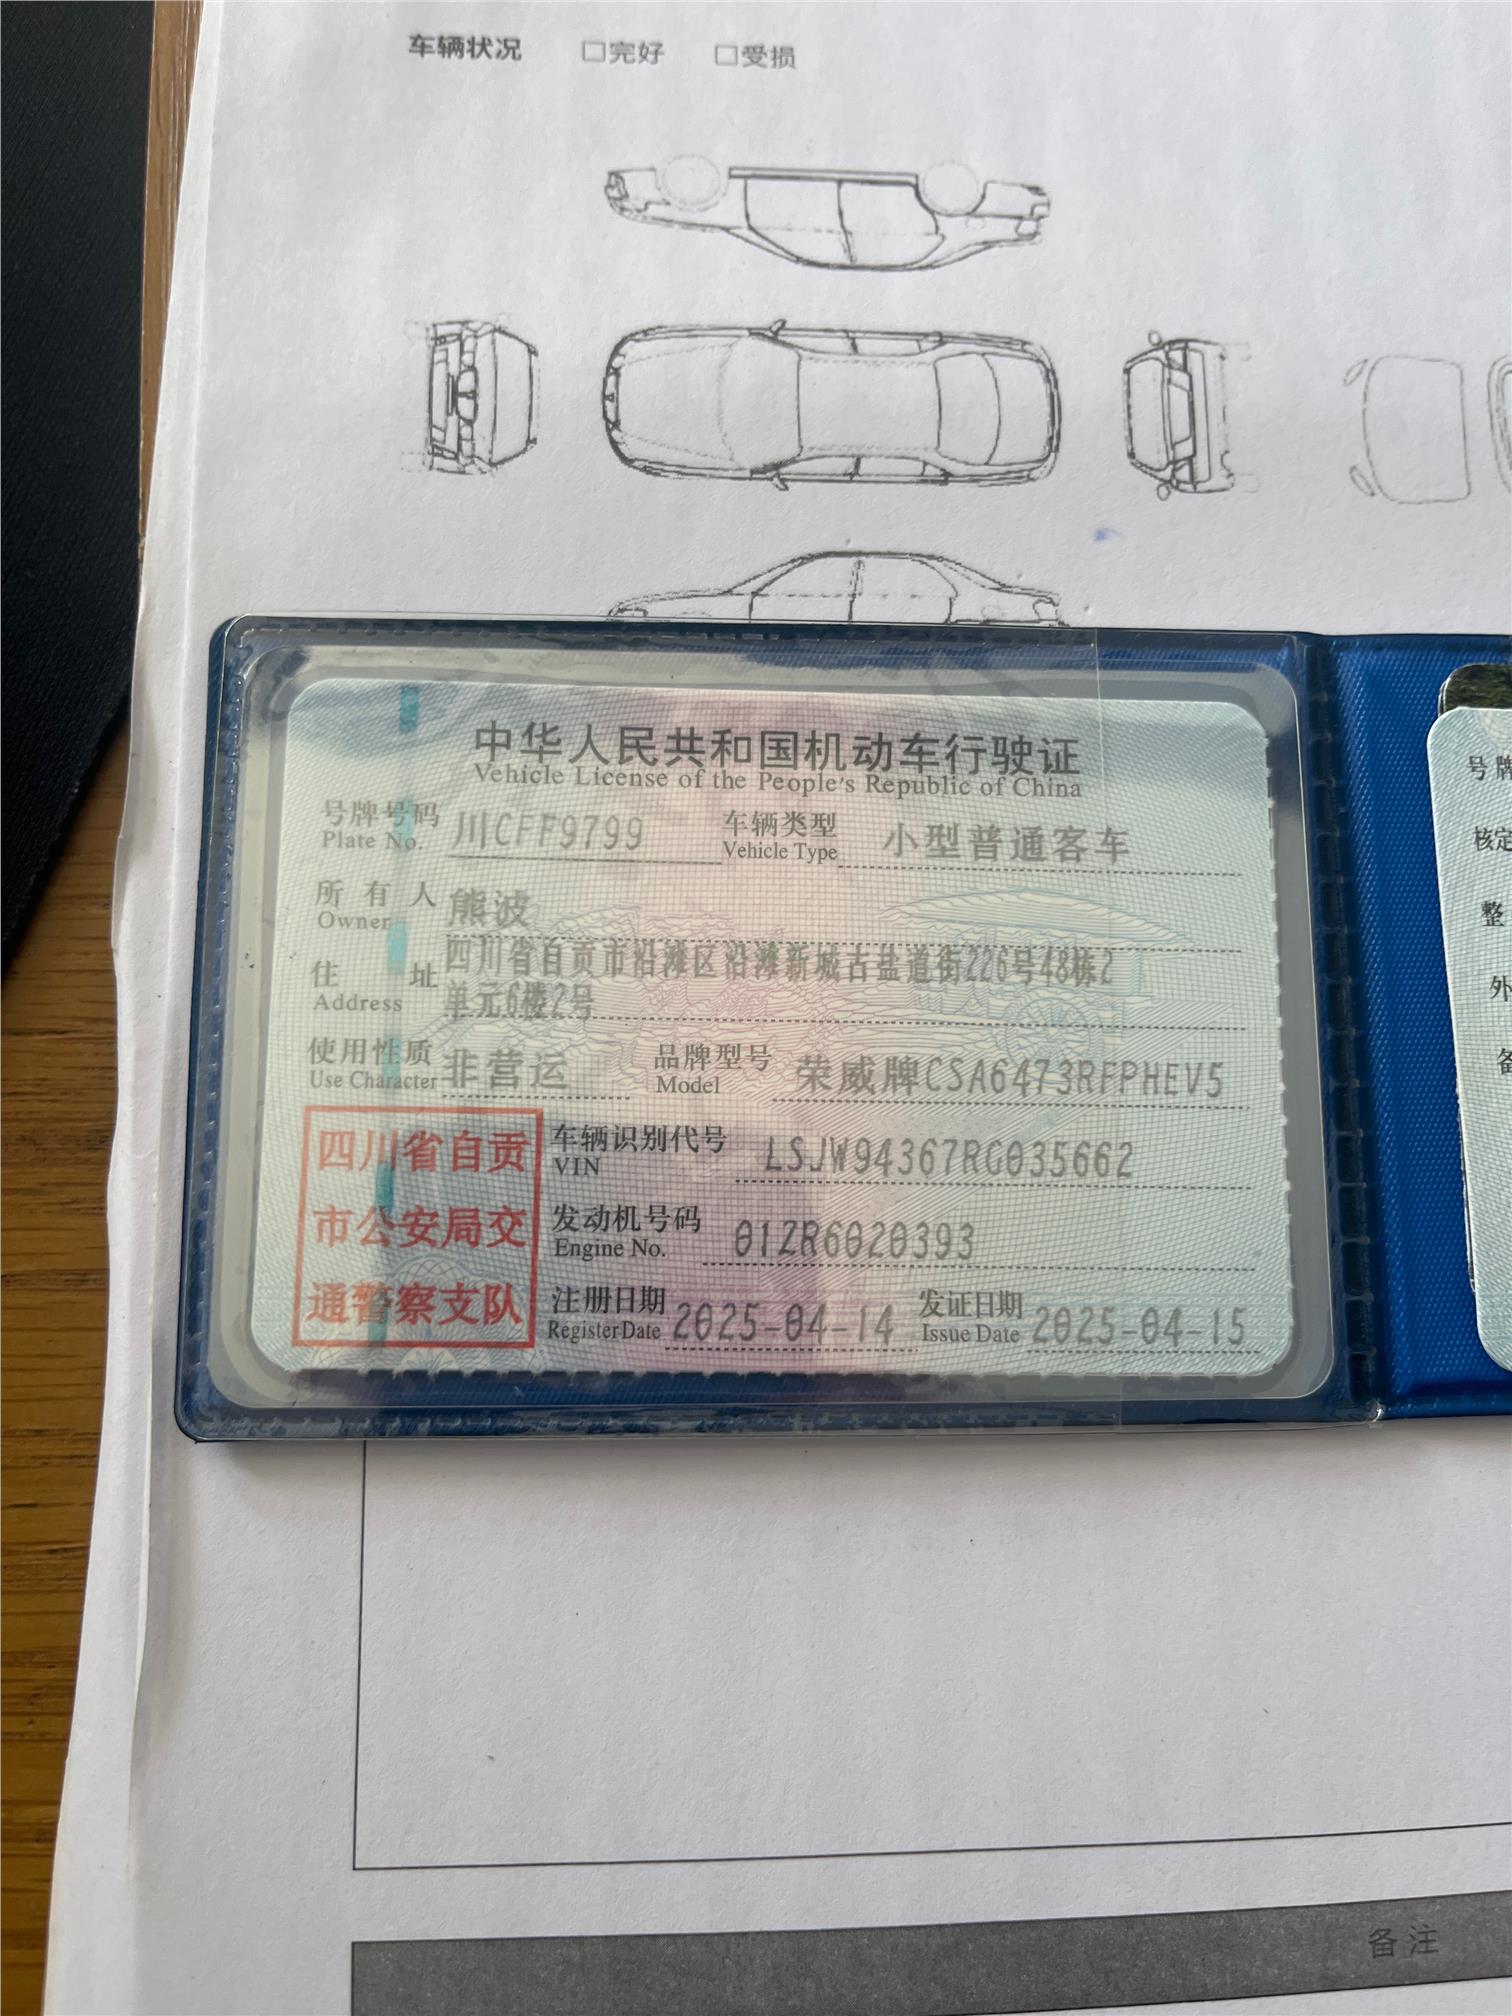 车辆状况 □完好 □受损
中华人民共和国机动车行驶证
Vehicle License of the People's Republic of China
号牌号码 川CFF9799 车辆类型 小型普通客车
Plate No. Vehicle Type
所有人 熊波
Owner
住址 四川省自贡市沿滩区沿滩新城古盐道街226号48栋2
Address 单元6楼2号
使用性质 非营运 品牌型号 荣威牌CSA6473RFPHEV5
Use Character Model
四川省自贡
市公安局交
通警察支队
车辆识别代号 LSJW94367RG035662
VIN
发动机号码 01ZR6020393
Engine No.
注册日期 2025-04-14 发证日期 2025-04-15
Register Date Issue Date
号牌
核定
整
外
备
备注